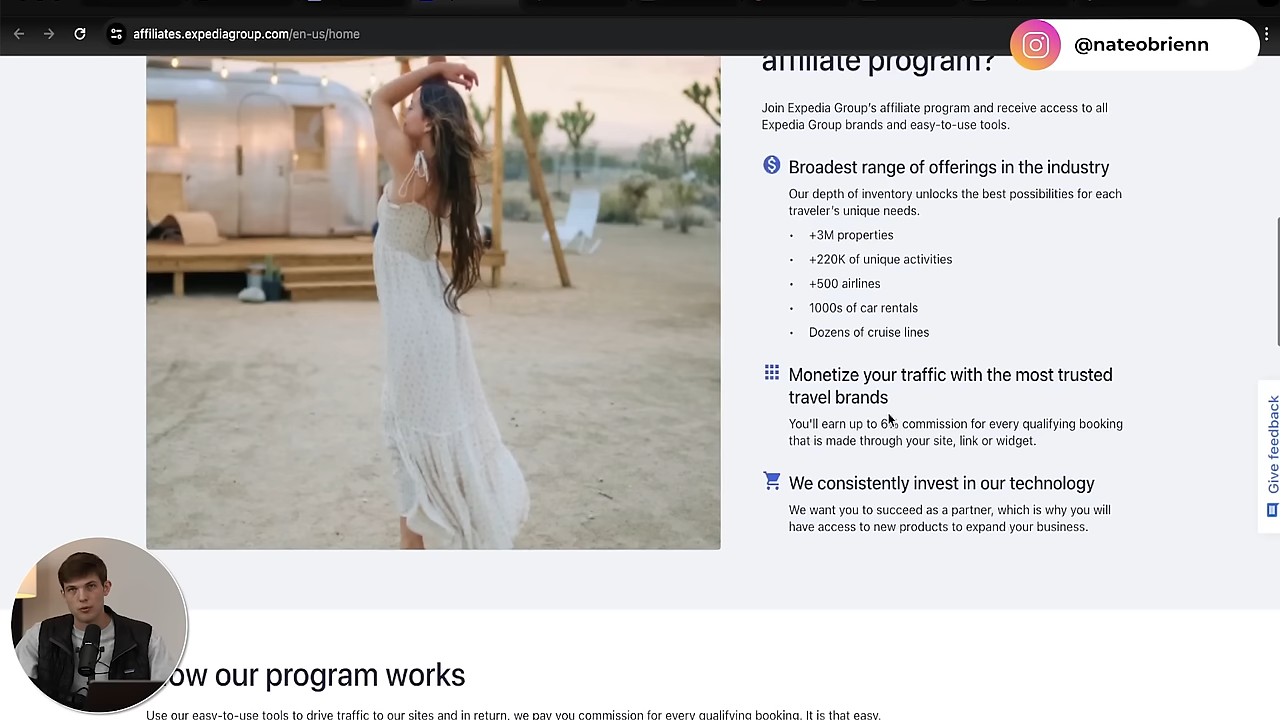 affiliates.expediagroup.com/en-us/home
@nateobrienn
affiliate program?
Join Expedia Group's affiliate program and receive access to all
Expedia Group brands and easy-to-use tools.
Broadest range of offerings in the industry
Our depth of inventory unlocks the best possibilities for each
traveler's unique needs.
• +3M properties
• +220K of unique activities
• +500 airlines
• 1000s of car rentals
• Dozens of cruise lines
Monetize your traffic with the most trusted
travel brands
You'll earn up to 6% commission for every qualifying booking
that is made through your site, link or widget.
We consistently invest in our technology
We want you to succeed as a partner, which is why you will
have access to new products to expand your business.
Give feedback
ow our program works
Use our easy-to-use tools to drive traffic to our sites and in return, we pay you commission for every qualifying booking. It is that easy.